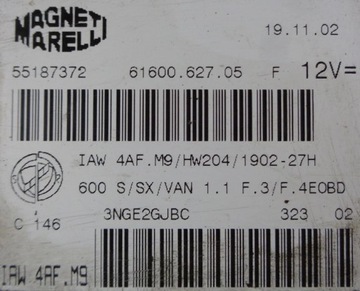 MAGNETI
MARELLI
19.11.02
55187372 61600.627.05 F 12V=
IAW 4AF.M9/HW204/1902-27H
600 S/SX/VAN 1.1 F.3/F.4EOBD
C 146 3NGE2GJBC 323 02
IAW 4AF.M9